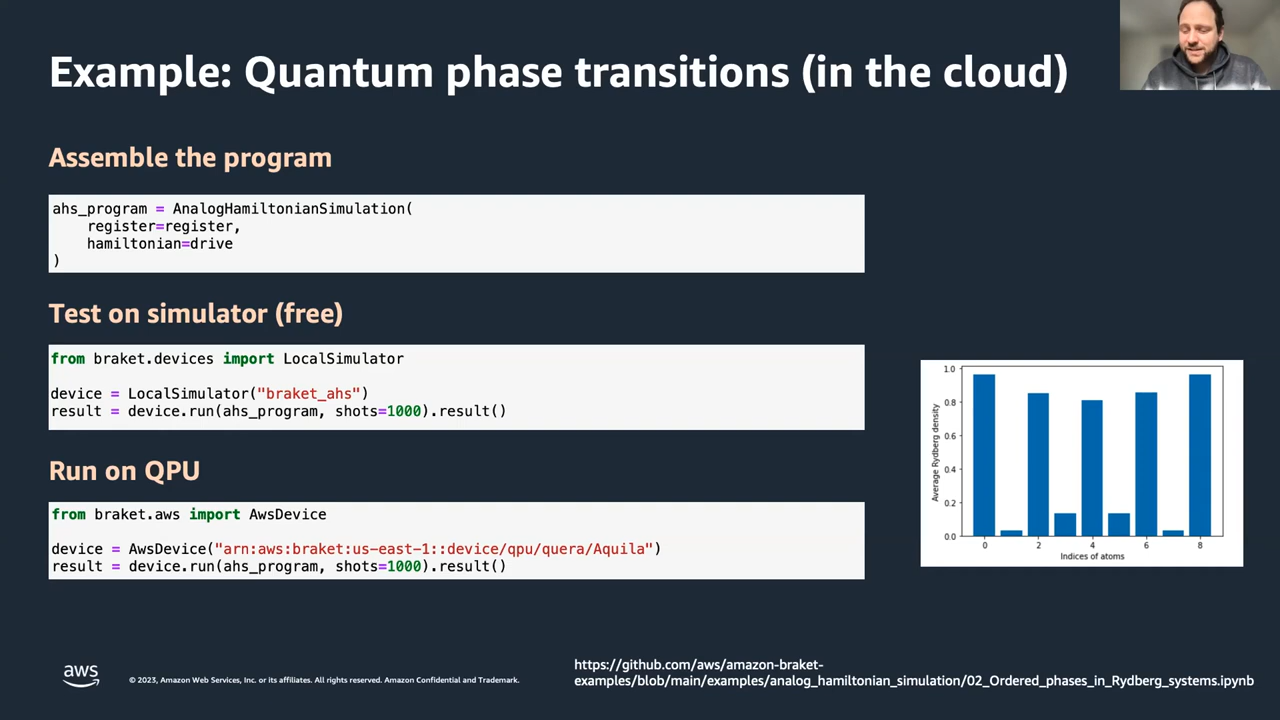 Example: Quantum phase transitions (in the cloud)
Assemble the program
ahs_program = AnalogHamiltonianSimulation(
    register=register,
    hamiltonian=drive
)
Test on simulator (free)
from braket.devices import LocalSimulator
device = LocalSimulator("braket_ahs")
result = device.run(ahs_program, shots=1000).result()
Run on QPU
from braket.aws import AwsDevice
device = AwsDevice("arn:aws:braket:us-east-1::device/qpu/quera/Aquila")
result = device.run(ahs_program, shots=1000).result()
Average Rydberg density
1.0
0.8
0.6
0.4
0.2
0.0
0 2 4 6 8
Indices of atoms
aws
© 2023, Amazon Web Services, Inc. or its affiliates. All rights reserved. Amazon Confidential and Trademark.
https://github.com/aws/amazon-braket-
examples/blob/main/examples/analog_hamiltonian_simulation/02_Ordered_phases_in_Rydberg_systems.ipynb